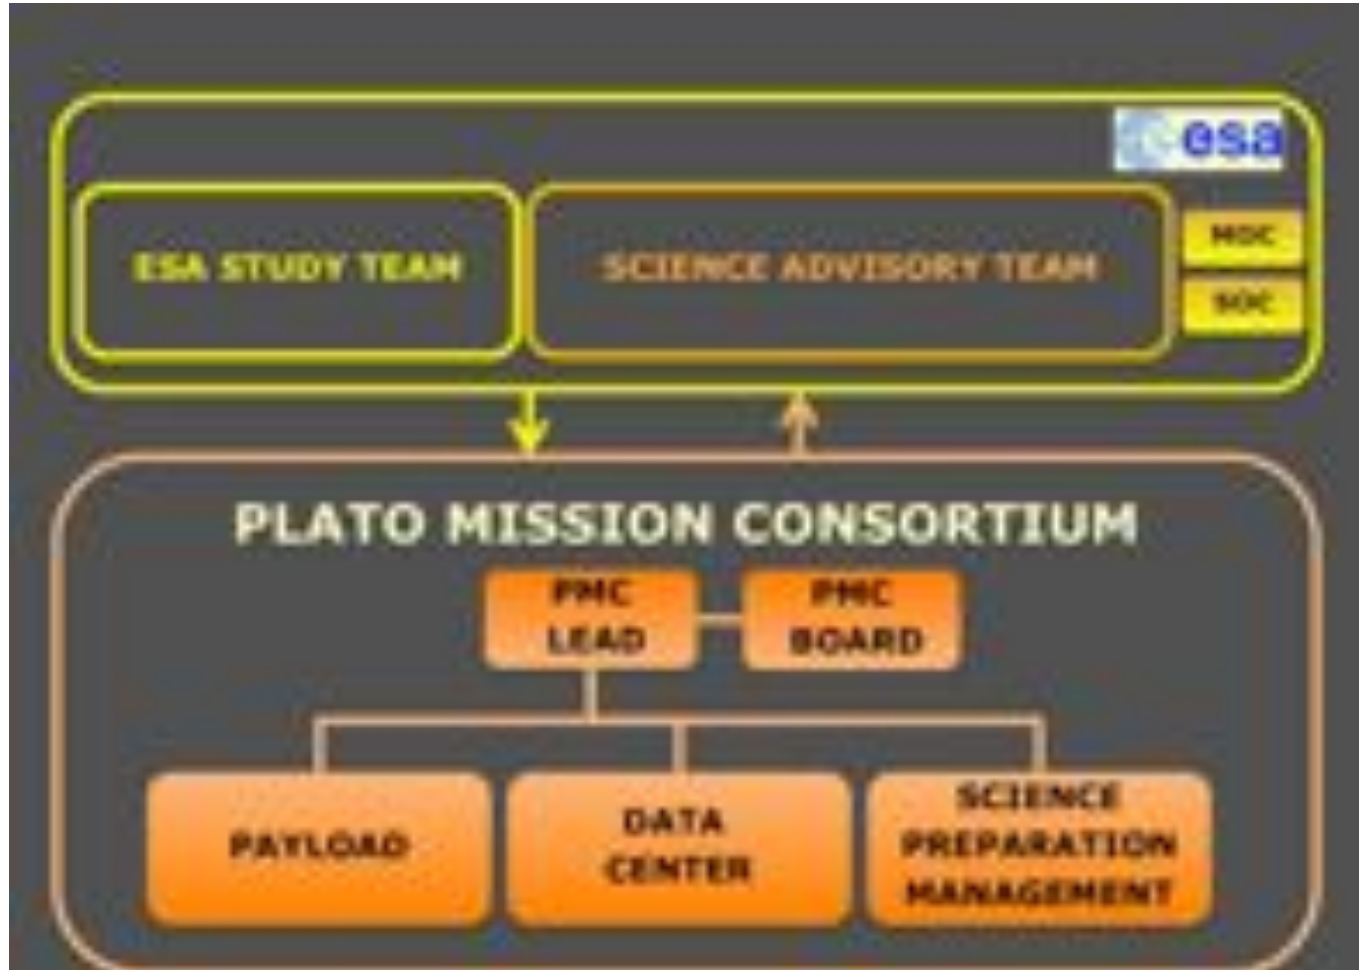 esa
ESA STUDY TEAM
SCIENCE ADVISORY TEAM
MOC
SOC
PLATO MISSION CONSORTIUM
PMC
LEAD
PMC
BOARD
PAYLOAD
DATA
CENTER
SCIENCE
PREPARATION
MANAGEMENT